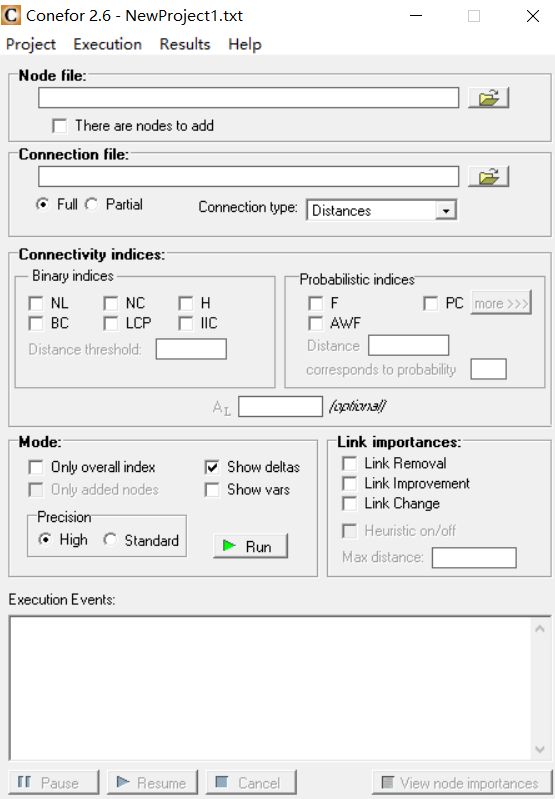 Conefor 2.6 - NewProject1.txt
Project Execution Results Help
Node file:
There are nodes to add
Connection file:
Full Partial Connection type: Distances
Connectivity indices:
Binary indices
NL NC H
BC LCP IIC
Distance threshold:
Probabilistic indices
F PC more >>>
AWF
Distance
corresponds to probability
AL (optional)
Mode:
Only overall index Show deltas
Only added nodes Show vars
Precision
High Standard
Run
Link importances:
Link Removal
Link Improvement
Link Change
Heuristic on/off
Max distance:
Execution Events:
Pause Resume Cancel View node importances